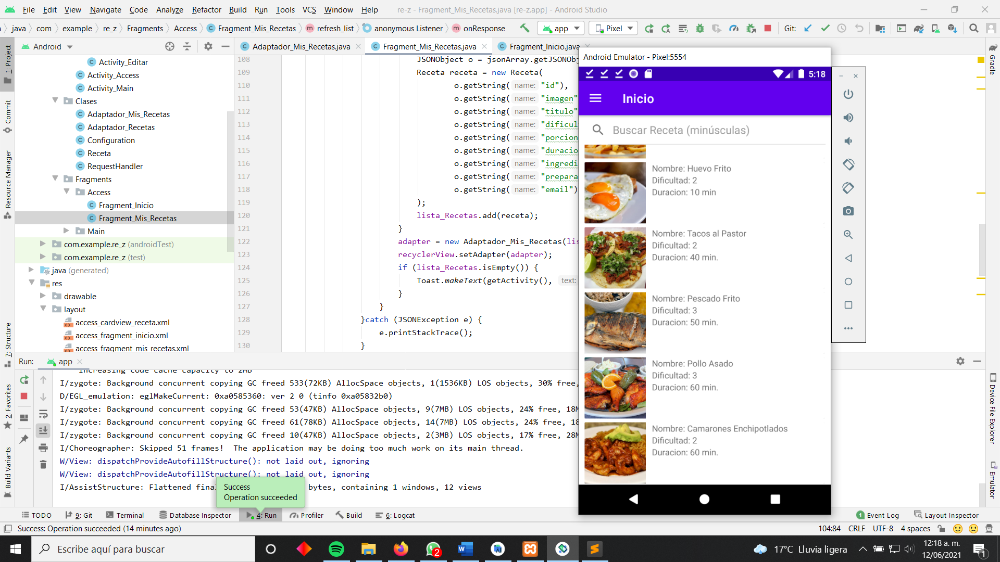 File Edit View Navigate Code Analyze Refactor Build Run Tools VCS Window Help re-z - Fragment_Mis_Recetas.java [re-z.app] - Android Studio
java com example re_z Fragments Access Fragment_Mis_Recetas refresh_list anonymous Listener onResponse app Pixel Git:
Android
Adaptador_Mis_Recetas.java Fragment_Mis_Recetas.java Fragment_Inicio.java
1: Project
Commit
Resource Manager
7: Structure
2: Favorites
Build Variants
Activity_Editar
Activity_Access
Activity_Main
Clases
Adaptador_Mis_Recetas
Adaptador_Recetas
Configuration
Receta
RequestHandler
Fragments
Access
Fragment_Inicio
Fragment_Mis_Recetas
Main
com.example.re_z (androidTest)
com.example.re_z (test)
java (generated)
res
drawable
layout
access_cardview_receta.xml
access_fragment_inicio.xml
access_fragment_mis_recetas.xml
108 JSONObject o = jsonArray.getJSONObj
109 Receta receta = new Receta(
110 o.getString( name: "id"),
111 o.getString( name: "imagen"
112 o.getString( name: "titulo"
113 o.getString( name: "dificul
114 o.getString( name: "porcion
115 o.getString( name: "duracio
116 o.getString( name: "ingredi
117 o.getString( name: "prepara
118 o.getString( name: "email")
119 );
120 lista_Recetas.add(receta);
121 }
122 adapter = new Adaptador_Mis_Recetas(lis
123 recyclerView.setAdapter(adapter);
124 if (lista_Recetas.isEmpty()) {
125 Toast.makeText(getActivity(), text:
126 }
127 }
128 }catch (JSONException e) {
129 e.printStackTrace();
130 }
Android Emulator - Pixel:5554
5:18
Inicio
Buscar Receta (minúsculas)
Nombre: Huevo Frito
Dificultad: 2
Duracion: 10 min
Nombre: Tacos al Pastor
Dificultad: 2
Duracion: 40 min.
Nombre: Pescado Frito
Dificultad: 3
Duracion: 50 min.
Nombre: Pollo Asado
Dificultad: 3
Duracion: 60 min.
Nombre: Camarones Enchipotlados
Dificultad: 2
Duracion: 60 min.
Gradle
Device File Explorer
Emulator
Run: app
Increasing code cache capacity to 2MB
I/zygote: Background concurrent copying GC freed 533(72KB) AllocSpace objects, 1(1536KB) LOS objects, 30% free,
D/EGL_emulation: eglMakeCurrent: 0xa0585360: ver 2 0 (tinfo 0xa05832b0)
I/zygote: Background concurrent copying GC freed 53(47KB) AllocSpace objects, 9(7MB) LOS objects, 24% free, 18M
I/zygote: Background concurrent copying GC freed 61(78KB) AllocSpace objects, 14(7MB) LOS objects, 24% free, 18
I/zygote: Background concurrent copying GC freed 10(47KB) AllocSpace objects, 2(3MB) LOS objects, 17% free, 28M
I/Choreographer: Skipped 51 frames! The application may be doing too much work on its main thread.
W/View: dispatchProvideAutofillStructure(): not laid out, ignoring
W/View: dispatchProvideAutofillStructure(): not laid out, ignoring
I/AssistStructure: Flattened final bytes, containing 1 windows, 12 views
Success
Operation succeeded
TODO 9: Git Terminal Database Inspector 4: Run Profiler Build 6: Logcat 1 Event Log Layout Inspector
Success: Operation succeeded (14 minutes ago) 104:84 CRLF UTF-8 4 spaces
Escribe aquí para buscar 2 17°C Lluvia ligera 12:18 a. m.
12/06/2021 1